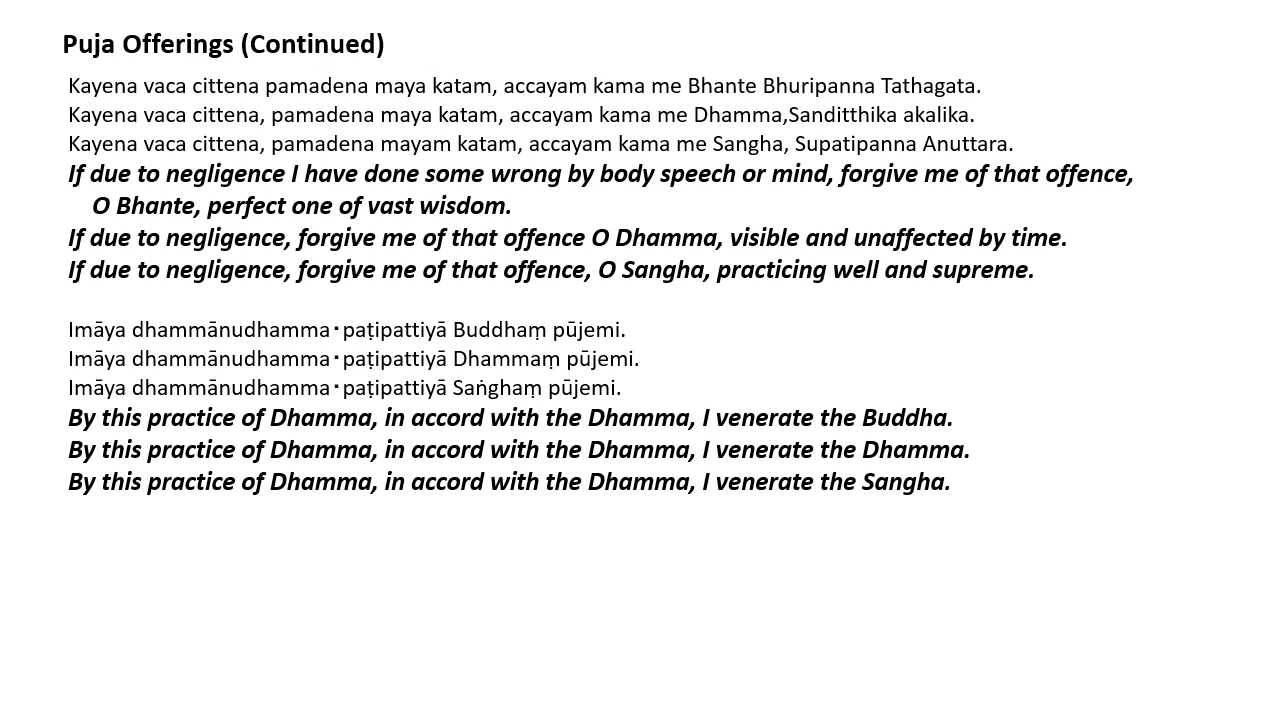 Puja Offerings (Continued)
Kayena vaca cittena pamadena maya katam, accayam kama me Bhante Bhuripanna Tathagata.
Kayena vaca cittena, pamadena maya katam, accayam kama me Dhamma,Sanditthika akalika.
Kayena vaca cittena, pamadena mayam katam, accayam kama me Sangha, Supatipanna Anuttara.
If due to negligence I have done some wrong by body speech or mind, forgive me of that offence,
O Bhante, perfect one of vast wisdom.
If due to negligence, forgive me of that offence O Dhamma, visible and unaffected by time.
If due to negligence, forgive me of that offence, O Sangha, practicing well and supreme.
Imāya dhammānudhamma·paṭipattiyā Buddhaṃ pūjemi.
Imāya dhammānudhamma·paṭipattiyā Dhammaṃ pūjemi.
Imāya dhammānudhamma·paṭipattiyā Saṅghaṃ pūjemi.
By this practice of Dhamma, in accord with the Dhamma, I venerate the Buddha.
By this practice of Dhamma, in accord with the Dhamma, I venerate the Dhamma.
By this practice of Dhamma, in accord with the Dhamma, I venerate the Sangha.